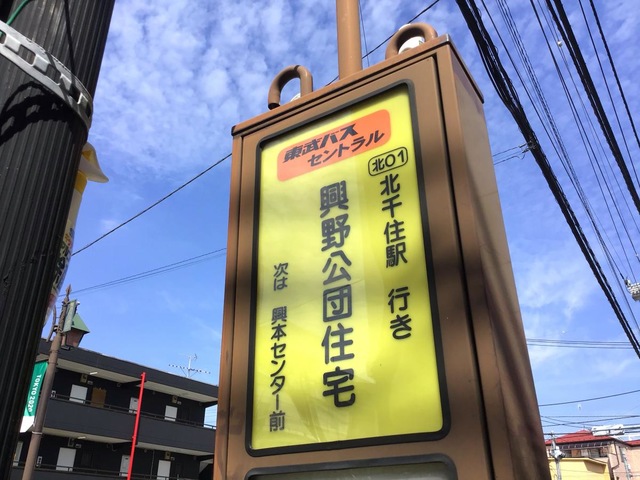 東武バス
セントラル
北01
北千住駅 行き
興野公団住宅
次は 興本センター前